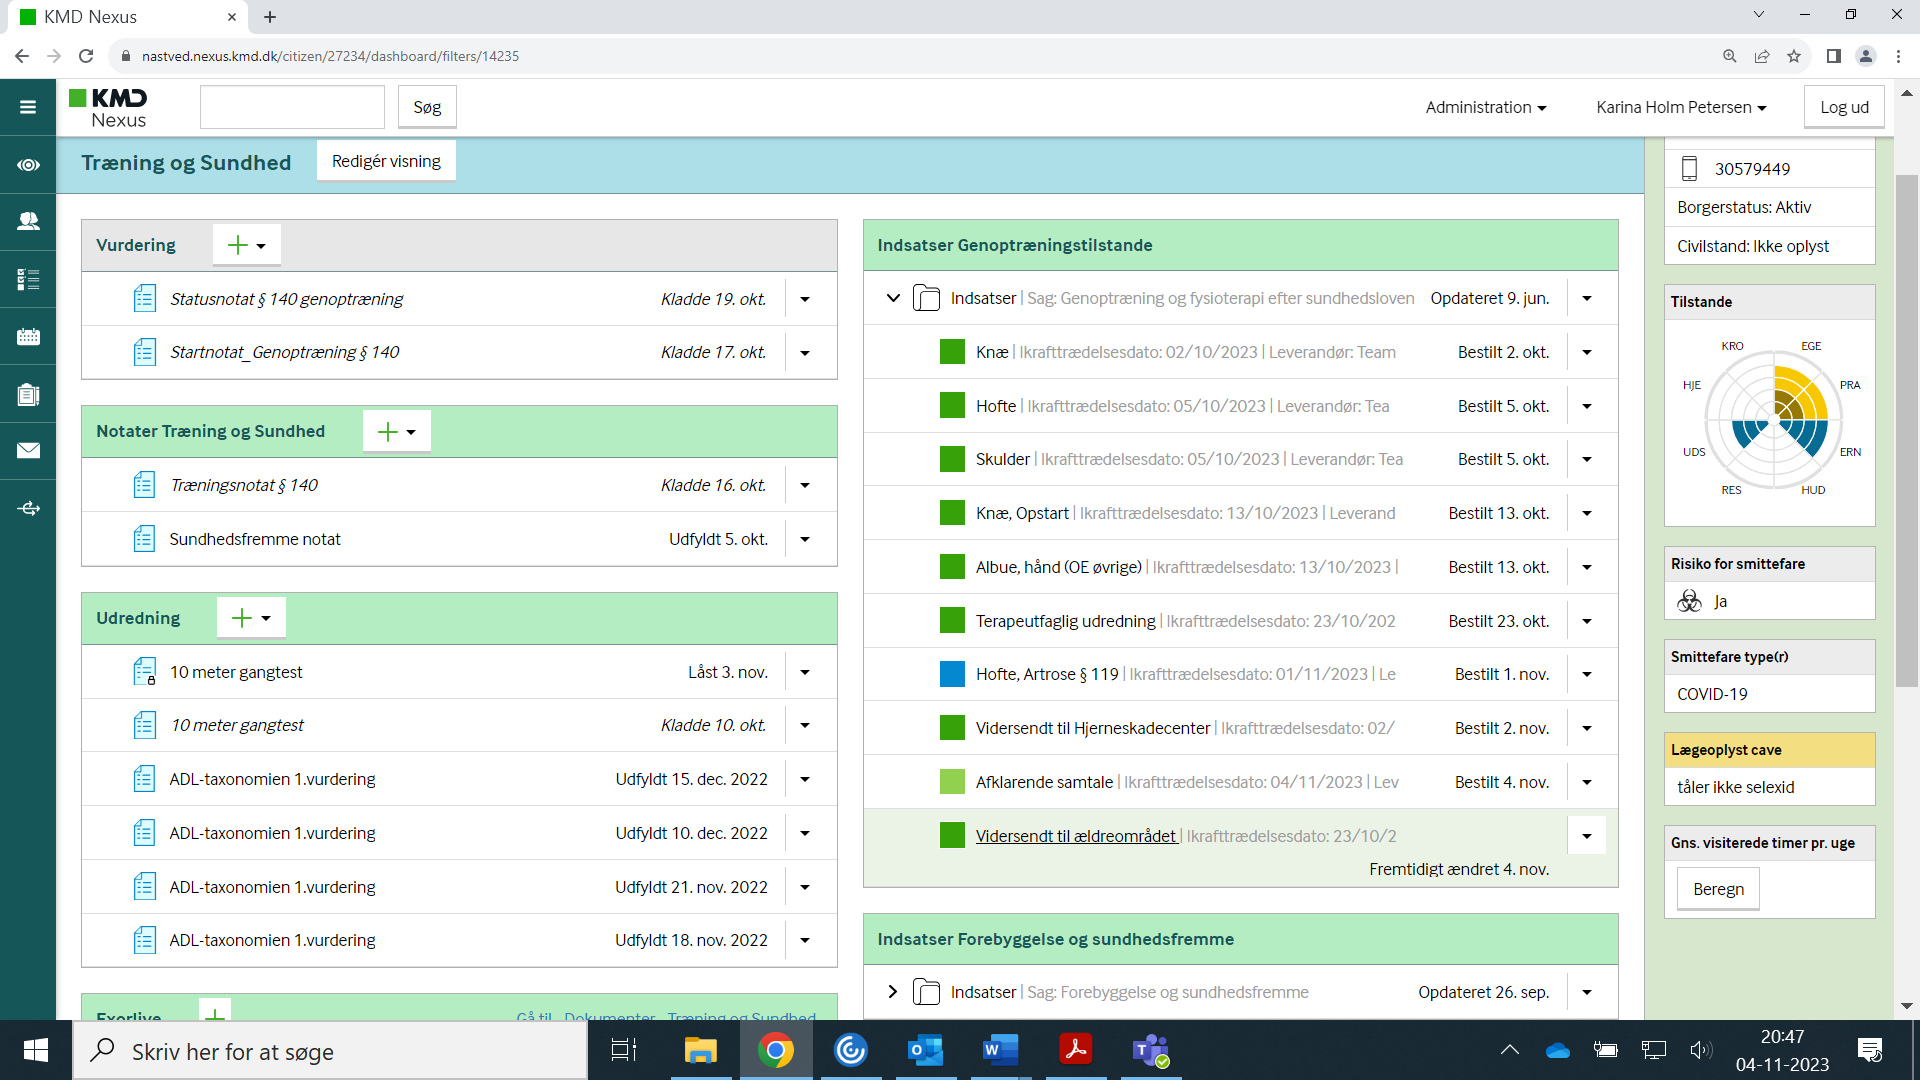 KMD Nexus
nastved.nexus.kmd.dk/citizen/27234/dashboard/filters/14235
KMD
Nexus
Søg
Administration
Karina Holm Petersen
Log ud
Træning og Sundhed
Redigér visning
Vurdering
Statusnotat § 140 genoptræning Kladde 19. okt.
Startnotat_Genoptræning § 140 Kladde 17. okt.
Notater Træning og Sundhed
Træningsnotat § 140 Kladde 16. okt.
Sundhedsfremme notat Udfyldt 5. okt.
Udredning
10 meter gangtest Låst 3. nov.
10 meter gangtest Kladde 10. okt.
ADL-taxonomien 1.vurdering Udfyldt 15. dec. 2022
ADL-taxonomien 1.vurdering Udfyldt 10. dec. 2022
ADL-taxonomien 1.vurdering Udfyldt 21. nov. 2022
ADL-taxonomien 1.vurdering Udfyldt 18. nov. 2022
Exorlive Gå til Dokumenter Træning og Sundhed
Indsatser Genoptræningstilstande
Indsatser | Sag: Genoptræning og fysioterapi efter sundhedsloven Opdateret 9. jun.
Knæ | Ikrafttrædelsesdato: 02/10/2023 | Leverandør: Team Bestilt 2. okt.
Hofte | Ikrafttrædelsesdato: 05/10/2023 | Leverandør: Tea Bestilt 5. okt.
Skulder | Ikrafttrædelsesdato: 05/10/2023 | Leverandør: Tea Bestilt 5. okt.
Knæ, Opstart | Ikrafttrædelsesdato: 13/10/2023 | Leverand Bestilt 13. okt.
Albue, hånd (OE øvrige) | Ikrafttrædelsesdato: 13/10/2023 | Bestilt 13. okt.
Terapeutfaglig udredning | Ikrafttrædelsesdato: 23/10/202 Bestilt 23. okt.
Hofte, Artrose § 119 | Ikrafttrædelsesdato: 01/11/2023 | Le Bestilt 1. nov.
Vidersendt til Hjerneskadecenter | Ikrafttrædelsesdato: 02/ Bestilt 2. nov.
Afklarende samtale | Ikrafttrædelsesdato: 04/11/2023 | Lev Bestilt 4. nov.
Vidersendt til ældreområdet | Ikrafttrædelsesdato: 23/10/2
Fremtidigt ændret 4. nov.
Indsatser Forebyggelse og sundhedsfremme
Indsatser | Sag: Forebyggelse og sundhedsfremme Opdateret 26. sep.
30579449
Borgerstatus: Aktiv
Civilstand: Ikke oplyst
Tilstande
KRO EGE
HJE PRA
UDS ERN
RES HUD
Risiko for smittefare
Ja
Smittefare type(r)
COVID-19
Lægeoplyst cave
tåler ikke selexid
Gns. visiterede timer pr. uge
Beregn
Skriv her for at søge
20:47
04-11-2023